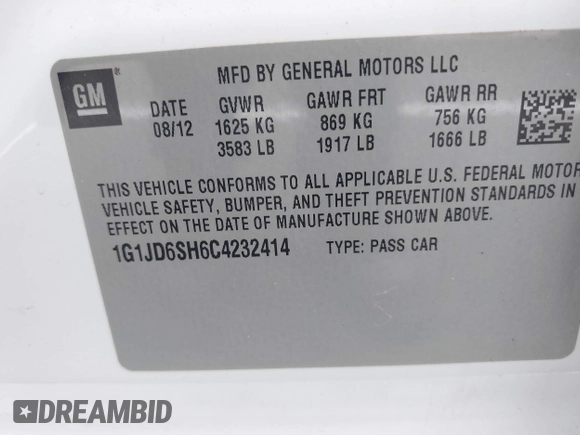 GM
®
MFD BY GENERAL MOTORS LLC
DATE GVWR GAWR FRT GAWR RR
08/12 1625 KG 869 KG 756 KG
3583 LB 1917 LB 1666 LB
THIS VEHICLE CONFORMS TO ALL APPLICABLE U.S. FEDERAL MOTOR
VEHICLE SAFETY, BUMPER, AND THEFT PREVENTION STANDARDS IN
EFFECT ON THE DATE OF MANUFACTURE SHOWN ABOVE.
1G1JD6SH6C4232414 TYPE: PASS CAR
DREAMBID